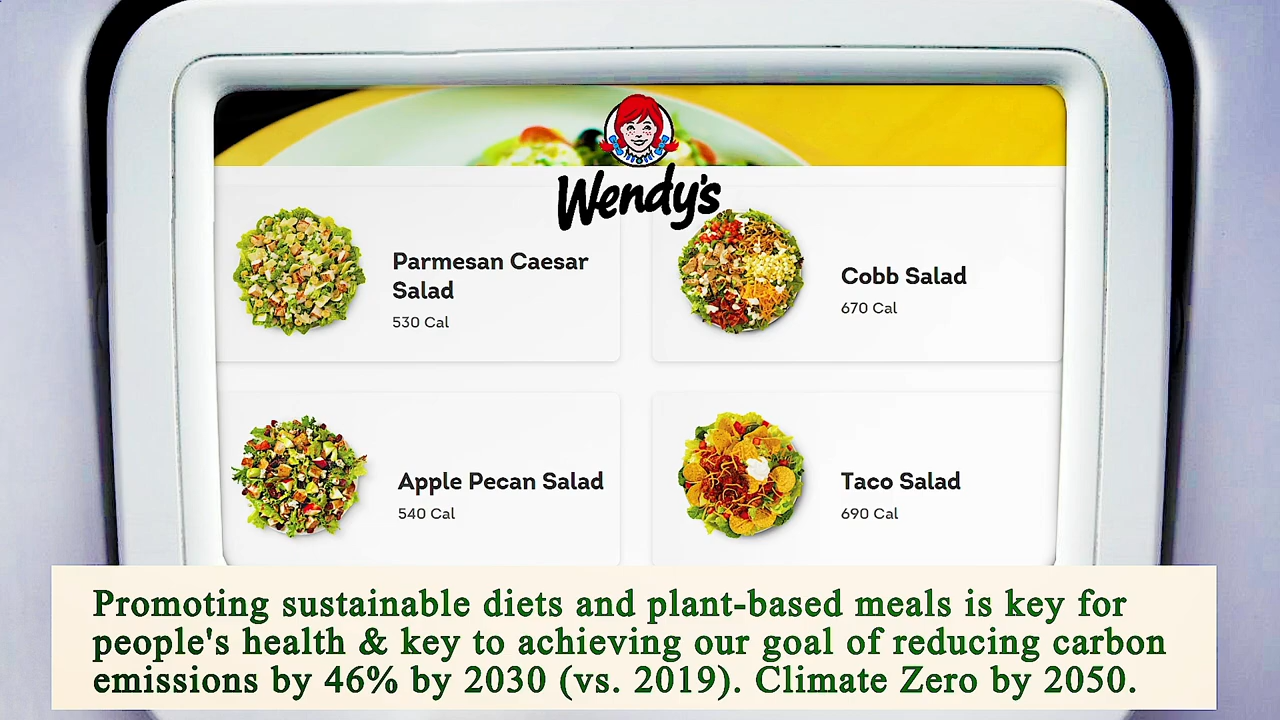 Wendy's
Parmesan Caesar
Salad
530 Cal
Cobb Salad
670 Cal
Apple Pecan Salad
540 Cal
Taco Salad
690 Cal
Promoting sustainable diets and plant-based meals is key for
people's health & key to achieving our goal of reducing carbon
emissions by 46% by 2030 (vs. 2019). Climate Zero by 2050.